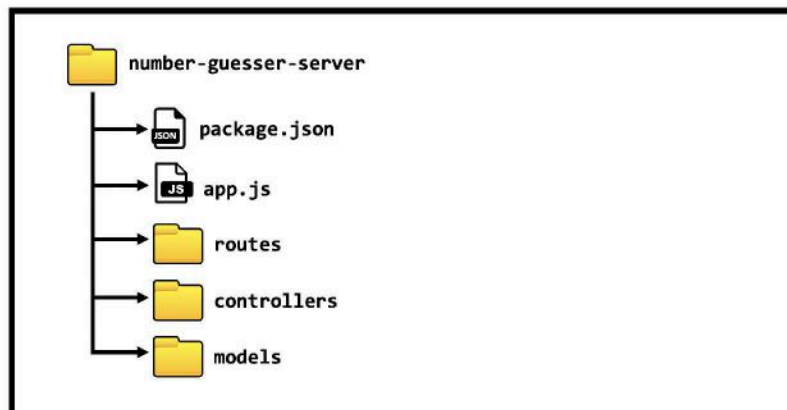 number-guesser-server
JSON package.json
JS app.js
routes
controllers
models